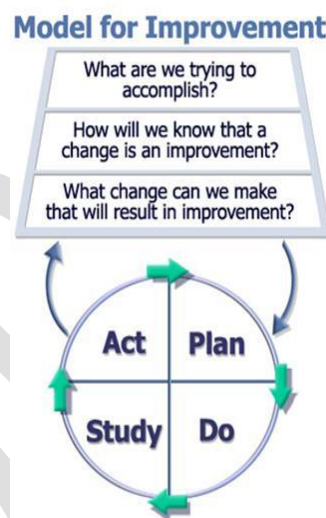 Model for Improvement
What are we trying to
accomplish?
How will we know that a
change is an improvement?
What change can we make
that will result in improvement?
Act
Plan
Study
Do